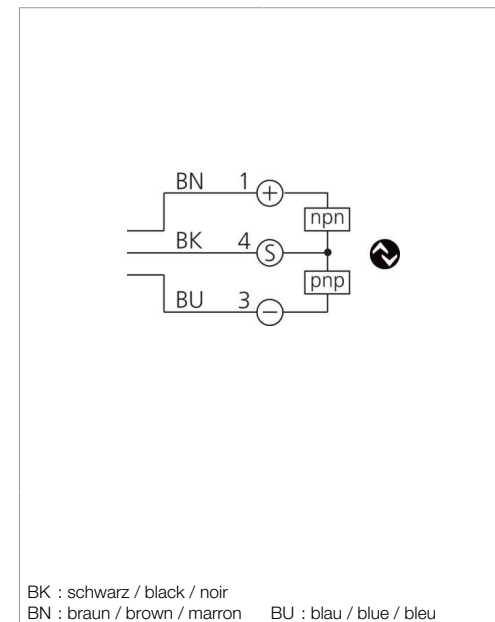 BN 1 +
npn
BK 4 S
pnp
BU 3 −
BK : schwarz / black / noir
BN : braun / brown / marron BU : blau / blue / bleu